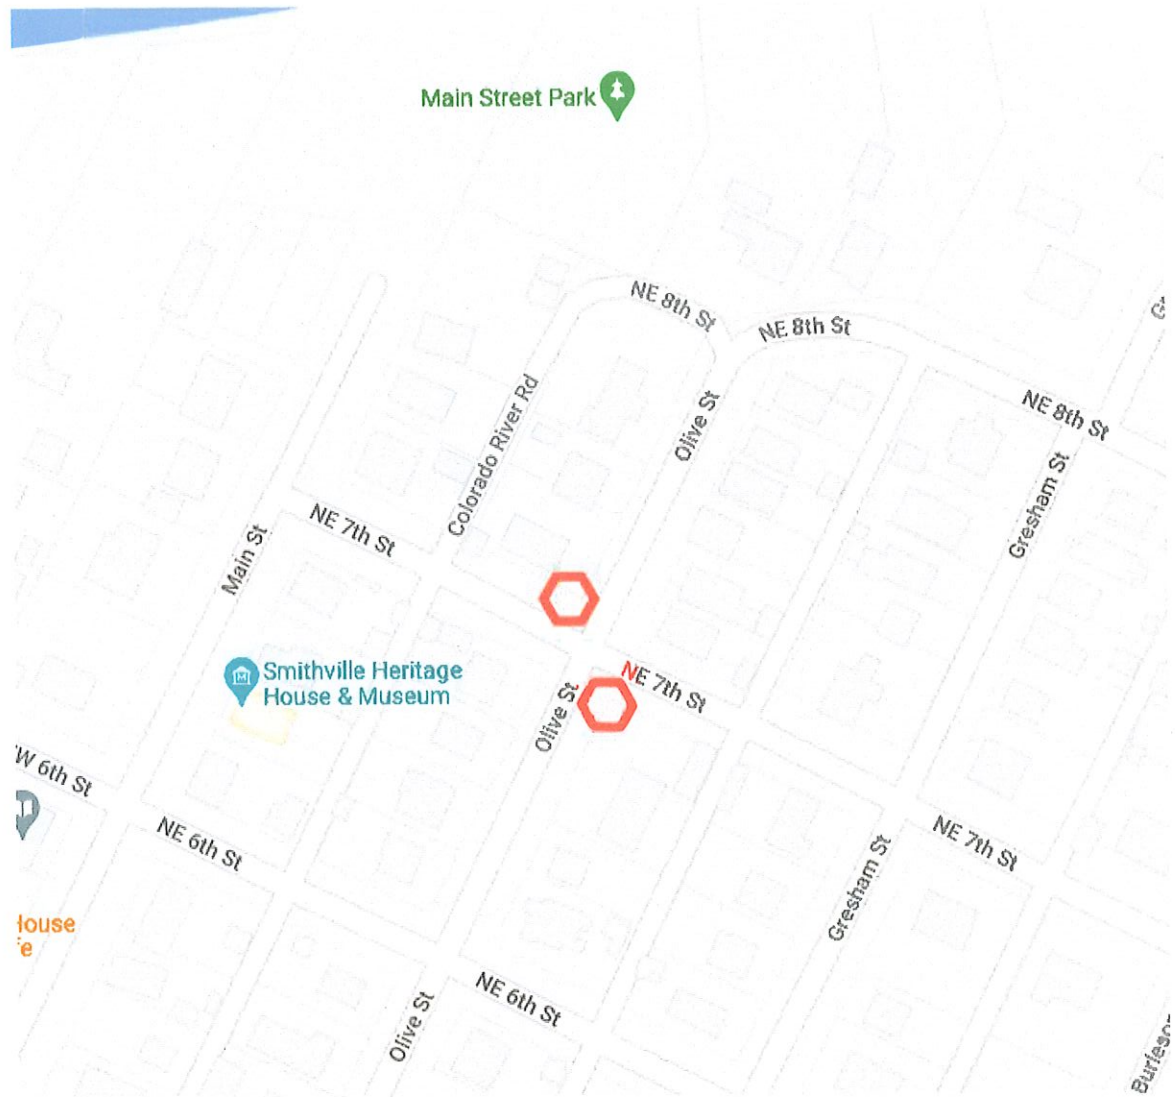 Main Street Park
NE 8th St
NE 8th St
NE 8th St
Colorado River Rd
Olive St
Gresham St
NE 7th St
Main St
Smithville Heritage
House & Museum
NE 7th St
Olive St
W 6th St
NE 6th St
NE 7th St
Gresham St
House
NE 6th St
Olive St
Burleson